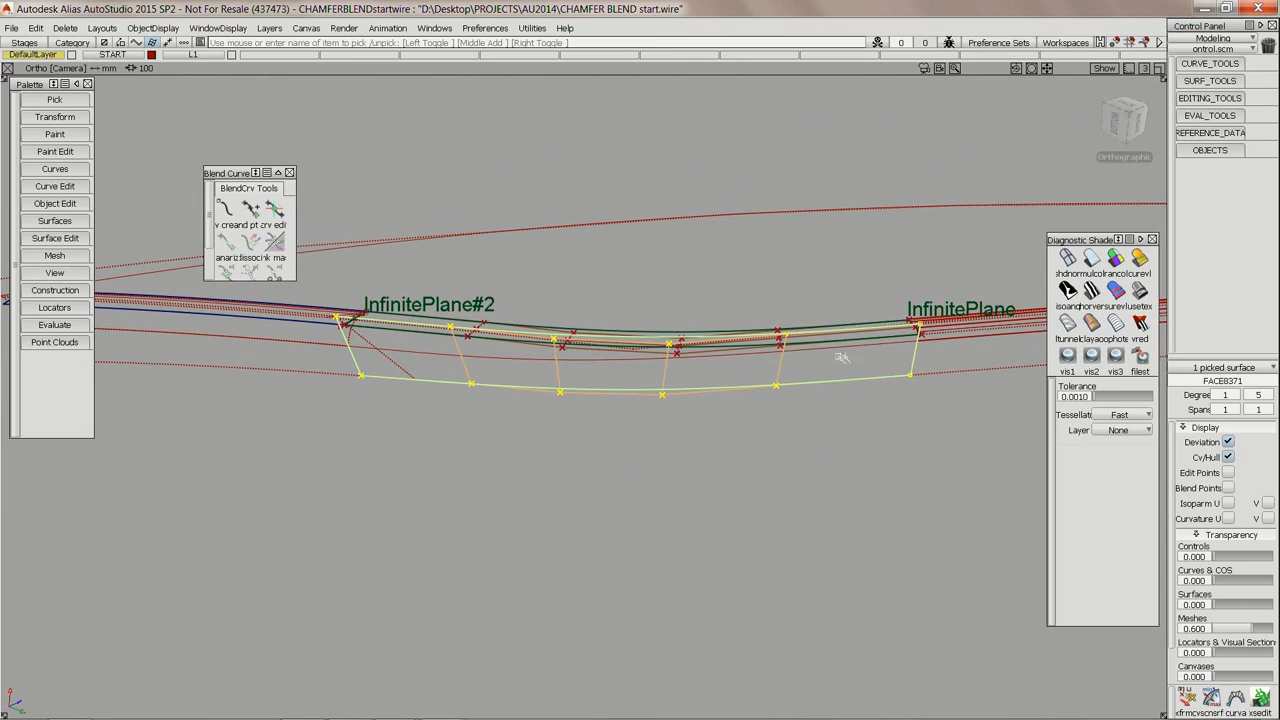 Autodesk Alias AutoStudio 2015 SP2 - Not For Resale (437473) - CHAMFERBLENDstartwire : "D:\Desktop\PROJECTS\AU2014\CHAMFER BLEND start.wire"
File Edit Delete Layouts ObjectDisplay WindowDisplay Layers Canvas Render Animation Windows Preferences Utilities Help
Stages Category Use mouse or enter name of item to pick /unpick: [Left Toggle ] [Middle Add ] [Right Toggle ] 0 0 Preference Sets Workspaces
DefaultLayer START L1
Ortho [Camera] mm 100 Show 3
Control Panel
Modeling
ontrol.scm
CURVE_TOOLS
SURF_TOOLS
EDITING_TOOLS
EVAL_TOOLS
REFERENCE_DATA
OBJECTS
Palette
Pick
Transform
Paint
Paint Edit
Curves
Curve Edit
Object Edit
Surfaces
Surface Edit
Mesh
View
Construction
Locators
Evaluate
Point Clouds
Blend Curve
BlendCrv Tools
Orthographic
InfinitePlane#2
InfinitePlane
Diagnostic Shade
vis1 vis2 vis3 filest
Tolerance
0.0010
Tessellat Fast
Layer None
1 picked surface
FACE8371
Degree 1 5
Spans 1 1
Display
Deviation
Cv/Hull
Edit Points
Blend Points
Isoparm U V
Curvature U V
Transparency
Controls
0.000
Curves & COS
0.000
Surfaces
0.000
Meshes
0.600
Locators & Visual Section
0.000
Canvases
0.000